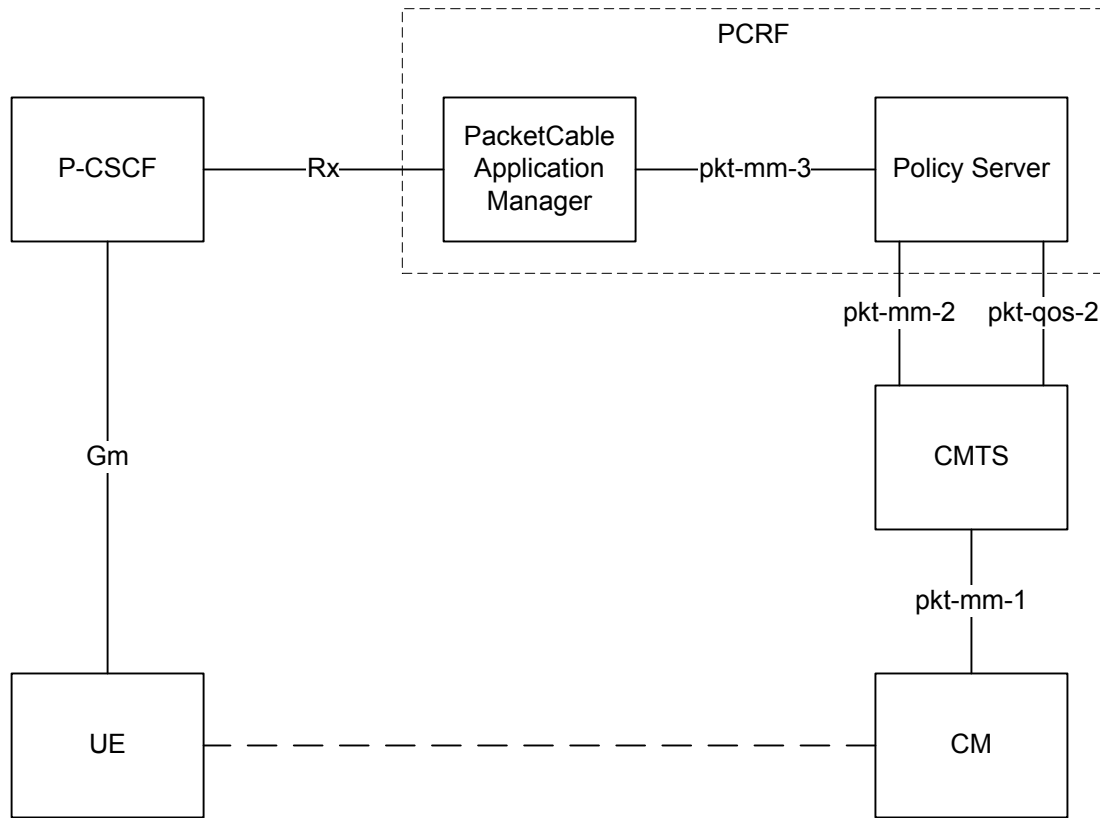 PCRF
P-CSCF
Rx
PacketCable
Application
Manager
pkt-mm-3
Policy Server
pkt-mm-2
pkt-qos-2
Gm
CMTS
pkt-mm-1
UE
CM